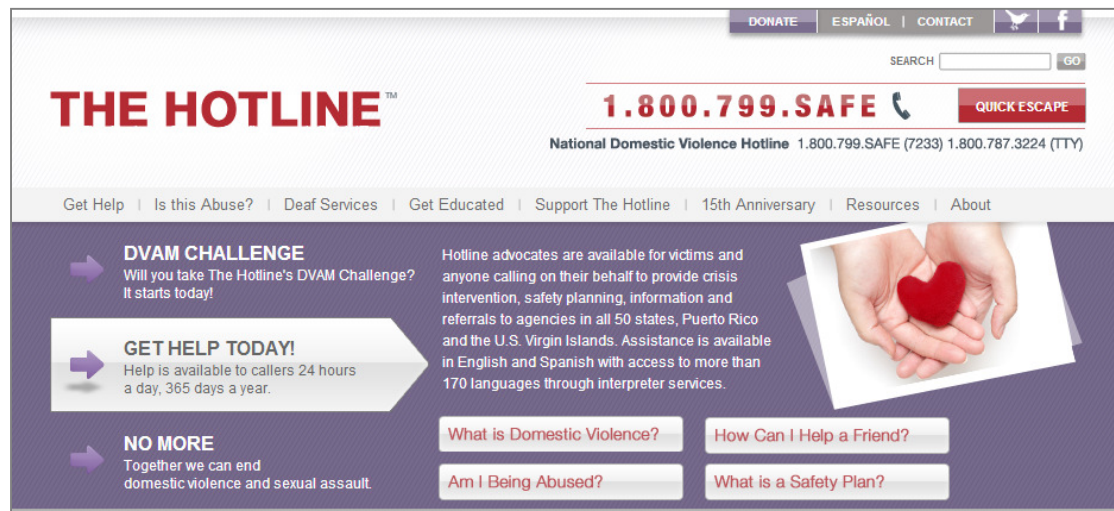 DONATE ESPAÑOL | CONTACT
SEARCH GO
THE HOTLINE™
1.800.799.SAFE QUICK ESCAPE
National Domestic Violence Hotline 1.800.799.SAFE (7233) 1.800.787.3224 (TTY)
Get Help | Is this Abuse? | Deaf Services | Get Educated | Support The Hotline | 15th Anniversary | Resources | About
DVAM CHALLENGE
Will you take The Hotline's DVAM Challenge?
It starts today!
GET HELP TODAY!
Help is available to callers 24 hours
a day, 365 days a year.
NO MORE
Together we can end
domestic violence and sexual assault.
Hotline advocates are available for victims and
anyone calling on their behalf to provide crisis
intervention, safety planning, information and
referrals to agencies in all 50 states, Puerto Rico
and the U.S. Virgin Islands. Assistance is available
in English and Spanish with access to more than
170 languages through interpreter services.
What is Domestic Violence?
How Can I Help a Friend?
Am I Being Abused?
What is a Safety Plan?